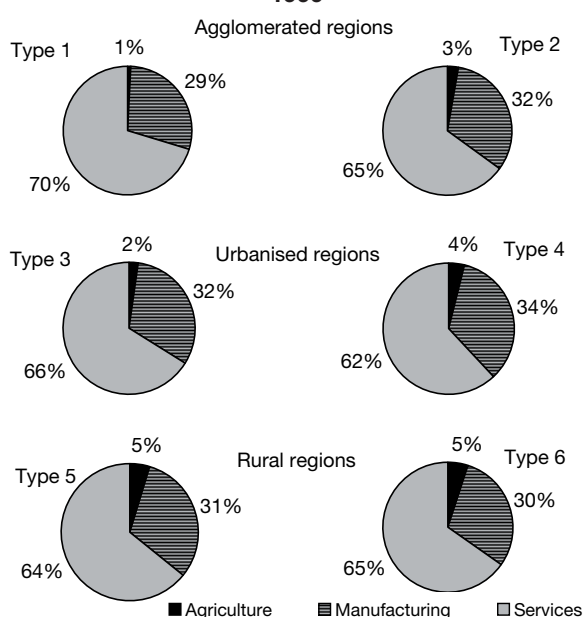 Agglomerated regions
Type 1
1%
29%
70%
3%
Type 2
32%
65%
Urbanised regions
Type 3
2%
32%
66%
4%
Type 4
34%
62%
Rural regions
Type 5
5%
31%
64%
5%
Type 6
30%
65%
Agriculture Manufacturing Services